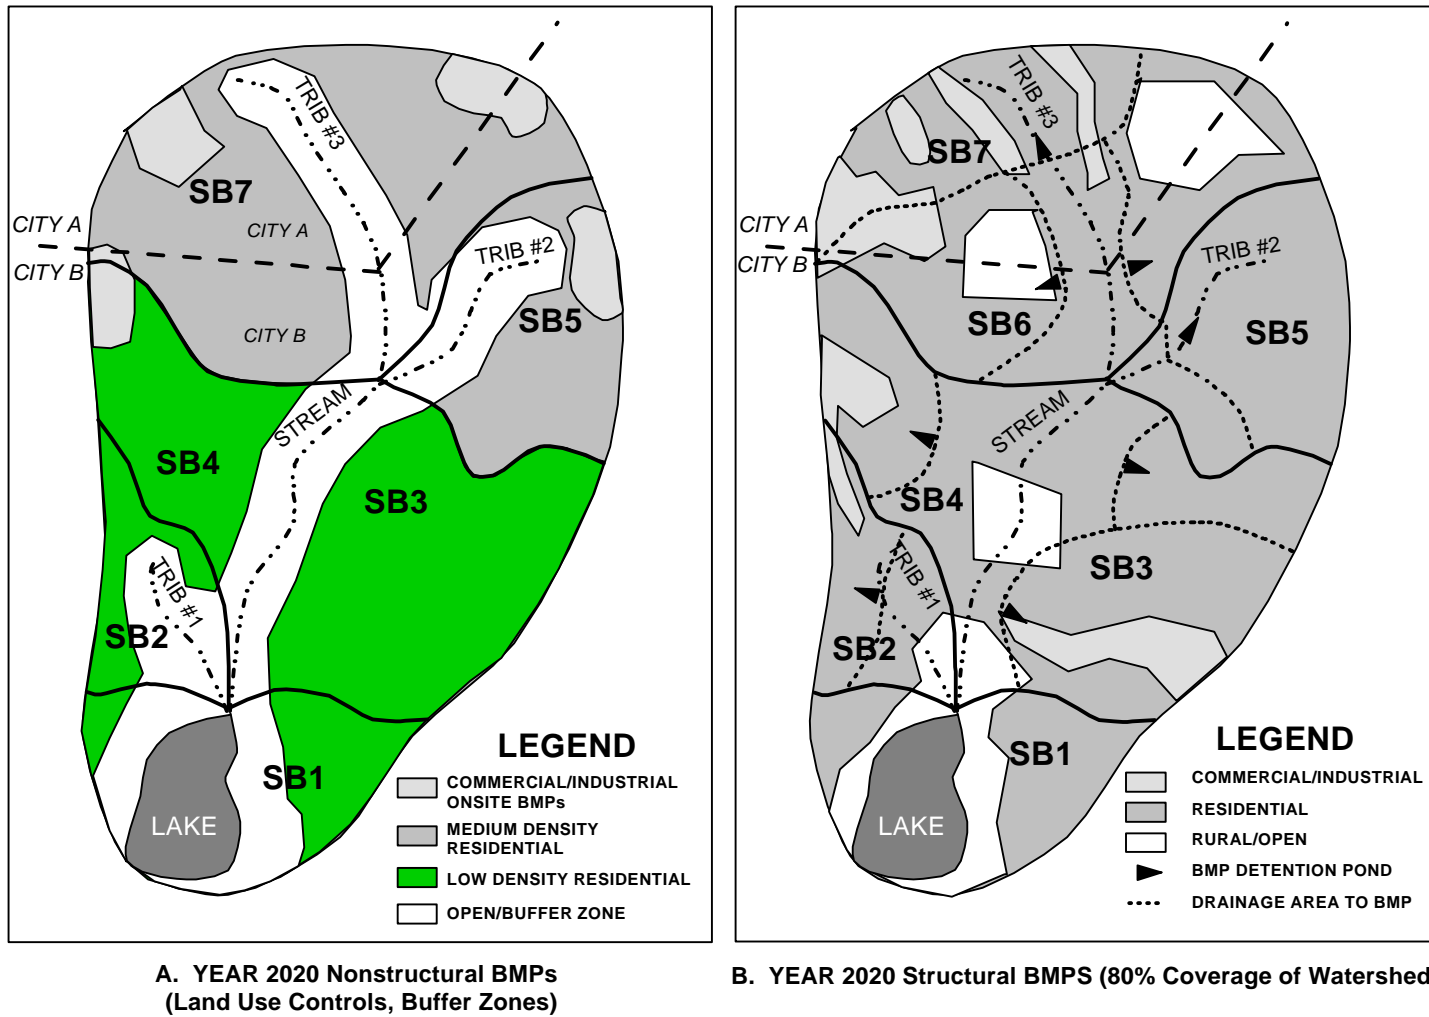 TRIB #3
SB7
CITY A
CITY A
CITY B
TRIB #2
SB5
CITY B
STREAM
SB4
SB3
TRIB #1
SB2
SB1
LAKE
LEGEND
COMMERCIAL/INDUSTRIAL
ONSITE BMPs
MEDIUM DENSITY
RESIDENTIAL
LOW DENSITY RESIDENTIAL
OPEN/BUFFER ZONE
A. YEAR 2020 Nonstructural BMPs
(Land Use Controls, Buffer Zones)
TRIB #3
SB7
CITY A
CITY B
TRIB #2
SB6
SB5
STREAM
SB4
SB3
TRIB #1
SB2
SB1
LAKE
LEGEND
COMMERCIAL/INDUSTRIAL
RESIDENTIAL
RURAL/OPEN
BMP DETENTION POND
DRAINAGE AREA TO BMP
B. YEAR 2020 Structural BMPS (80% Coverage of Watershed